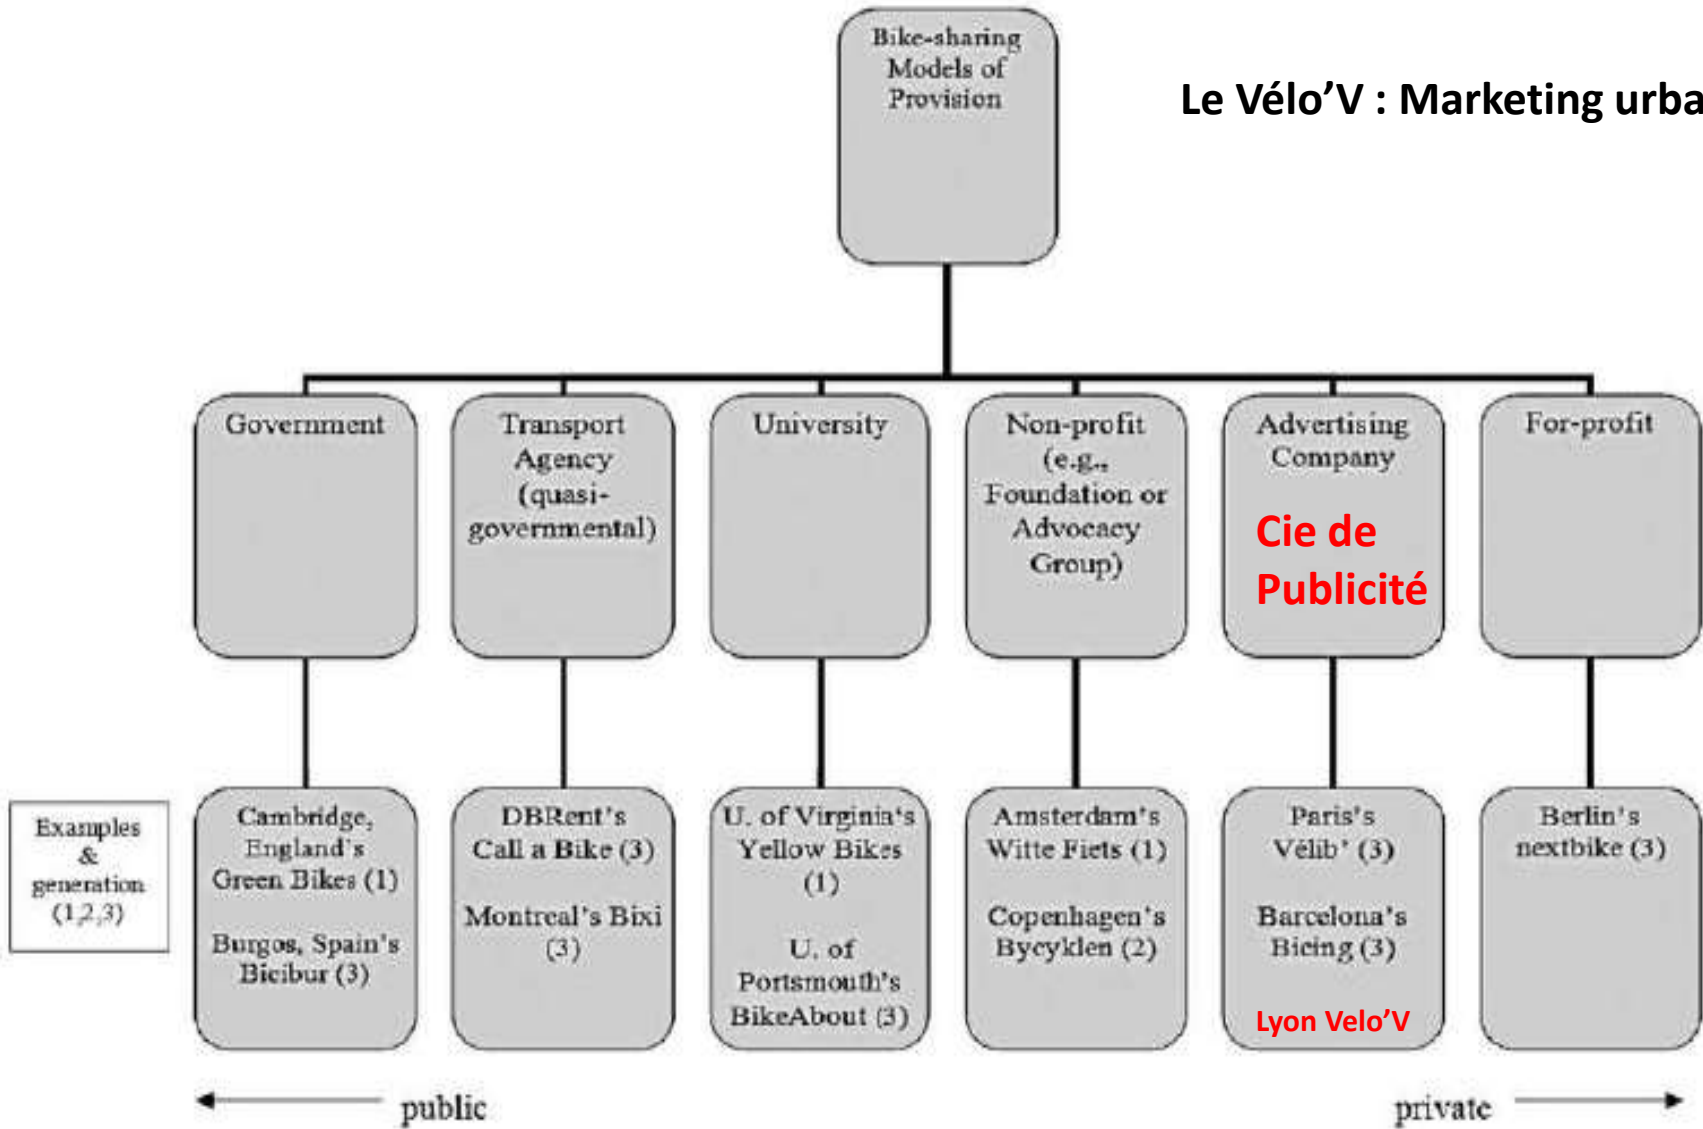 Bike-sharing
Models of
Provision
Le Vélo’V : Marketing
Government
Transport
Agency
(quasi-
governmental)
University
Non-profit
(e.g.,
Foundation or
Advocacy
Group)
Advertising
Company
Cie de
Publicité
For-profit
Examples
&
generation
(1,2,3)
Cambridge,
England's
Green Bikes (1)
Burgos, Spain's
Bicibur (3)
DBRent's
Call a Bike (3)
Montreal's Bixi
(3)
U. of Virginia's
Yellow Bikes
(1)
U. of
Portsmouth's
BikeAbout (3)
Amsterdam's
Witte Fiets (1)
Copenhagen's
Bycyklen (2)
Paris's
Vélib' (3)
Barcelona's
Bicing (3)
Lyon Velo’V
Berlin's
nextbike (3)
public
private